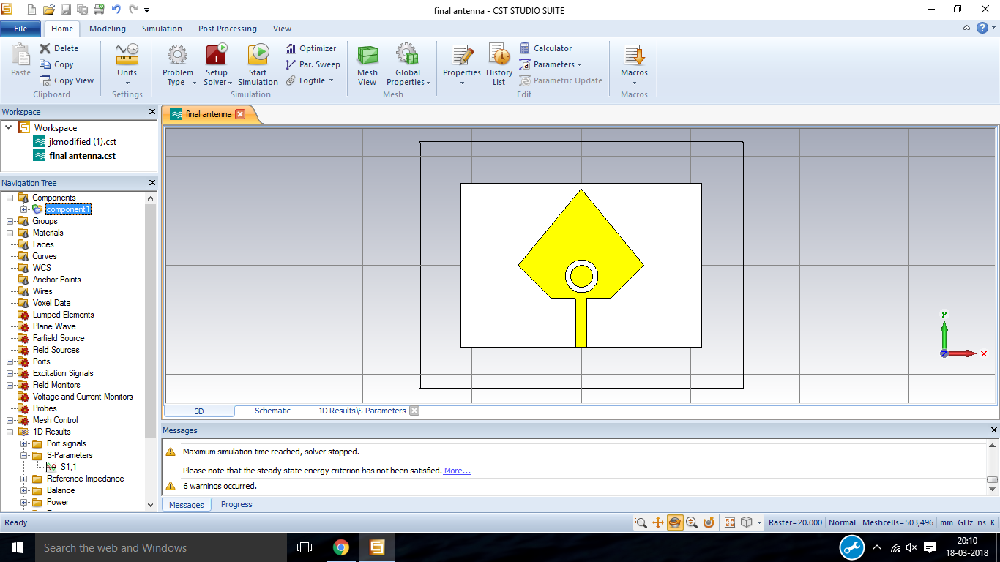 final antenna - CST STUDIO SUITE
File Home Modeling Simulation Post Processing View
Paste
Delete
Copy
Copy View
Clipboard
Units
Settings
Problem Type
Setup Solver
Start Simulation
Optimizer
Par. Sweep
Logfile
Simulation
Mesh View
Global Properties
Mesh
Properties
History List
Calculator
Parameters
Parametric Update
Edit
Macros
Macros
Workspace
Workspace
jkmodified (1).cst
final antenna.cst
Navigation Tree
Components
component1
Groups
Materials
Faces
Curves
WCS
Anchor Points
Wires
Voxel Data
Lumped Elements
Plane Wave
Farfield Source
Field Sources
Ports
Excitation Signals
Field Monitors
Voltage and Current Monitors
Probes
Mesh Control
1D Results
Port signals
S-Parameters
S1,1
Reference Impedance
Balance
Power
final antenna
y
x
z
3D Schematic 1D Results\S-Parameters
Messages
Maximum simulation time reached, solver stopped.
Please note that the steady state energy criterion has not been satisfied. More...
6 warnings occurred.
Messages Progress
Ready Raster=20.000 Normal Meshcells=503,496 mm GHz ns K
Search the web and Windows
20:10
18-03-2018